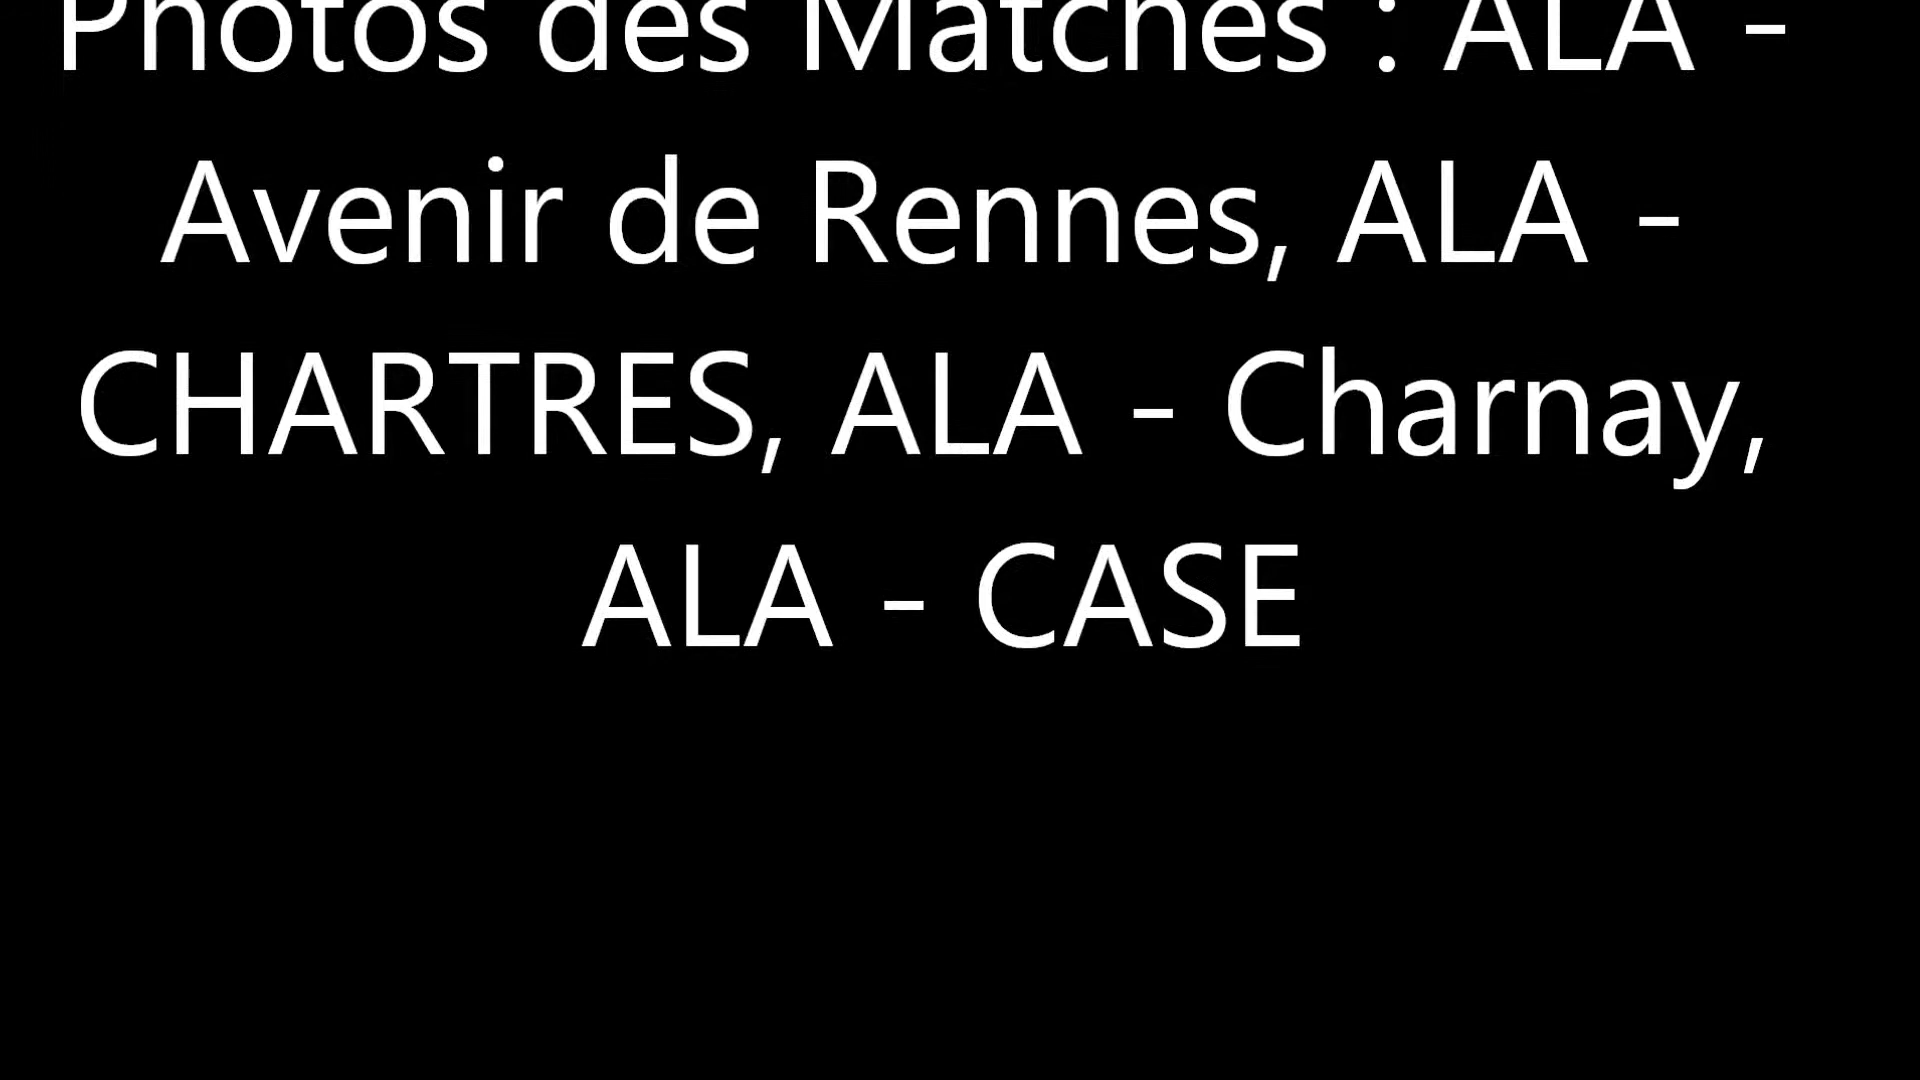 Photos des Matches : ALA -
Avenir de Rennes, ALA -
CHARTRES, ALA - Charnay,
ALA - CASE